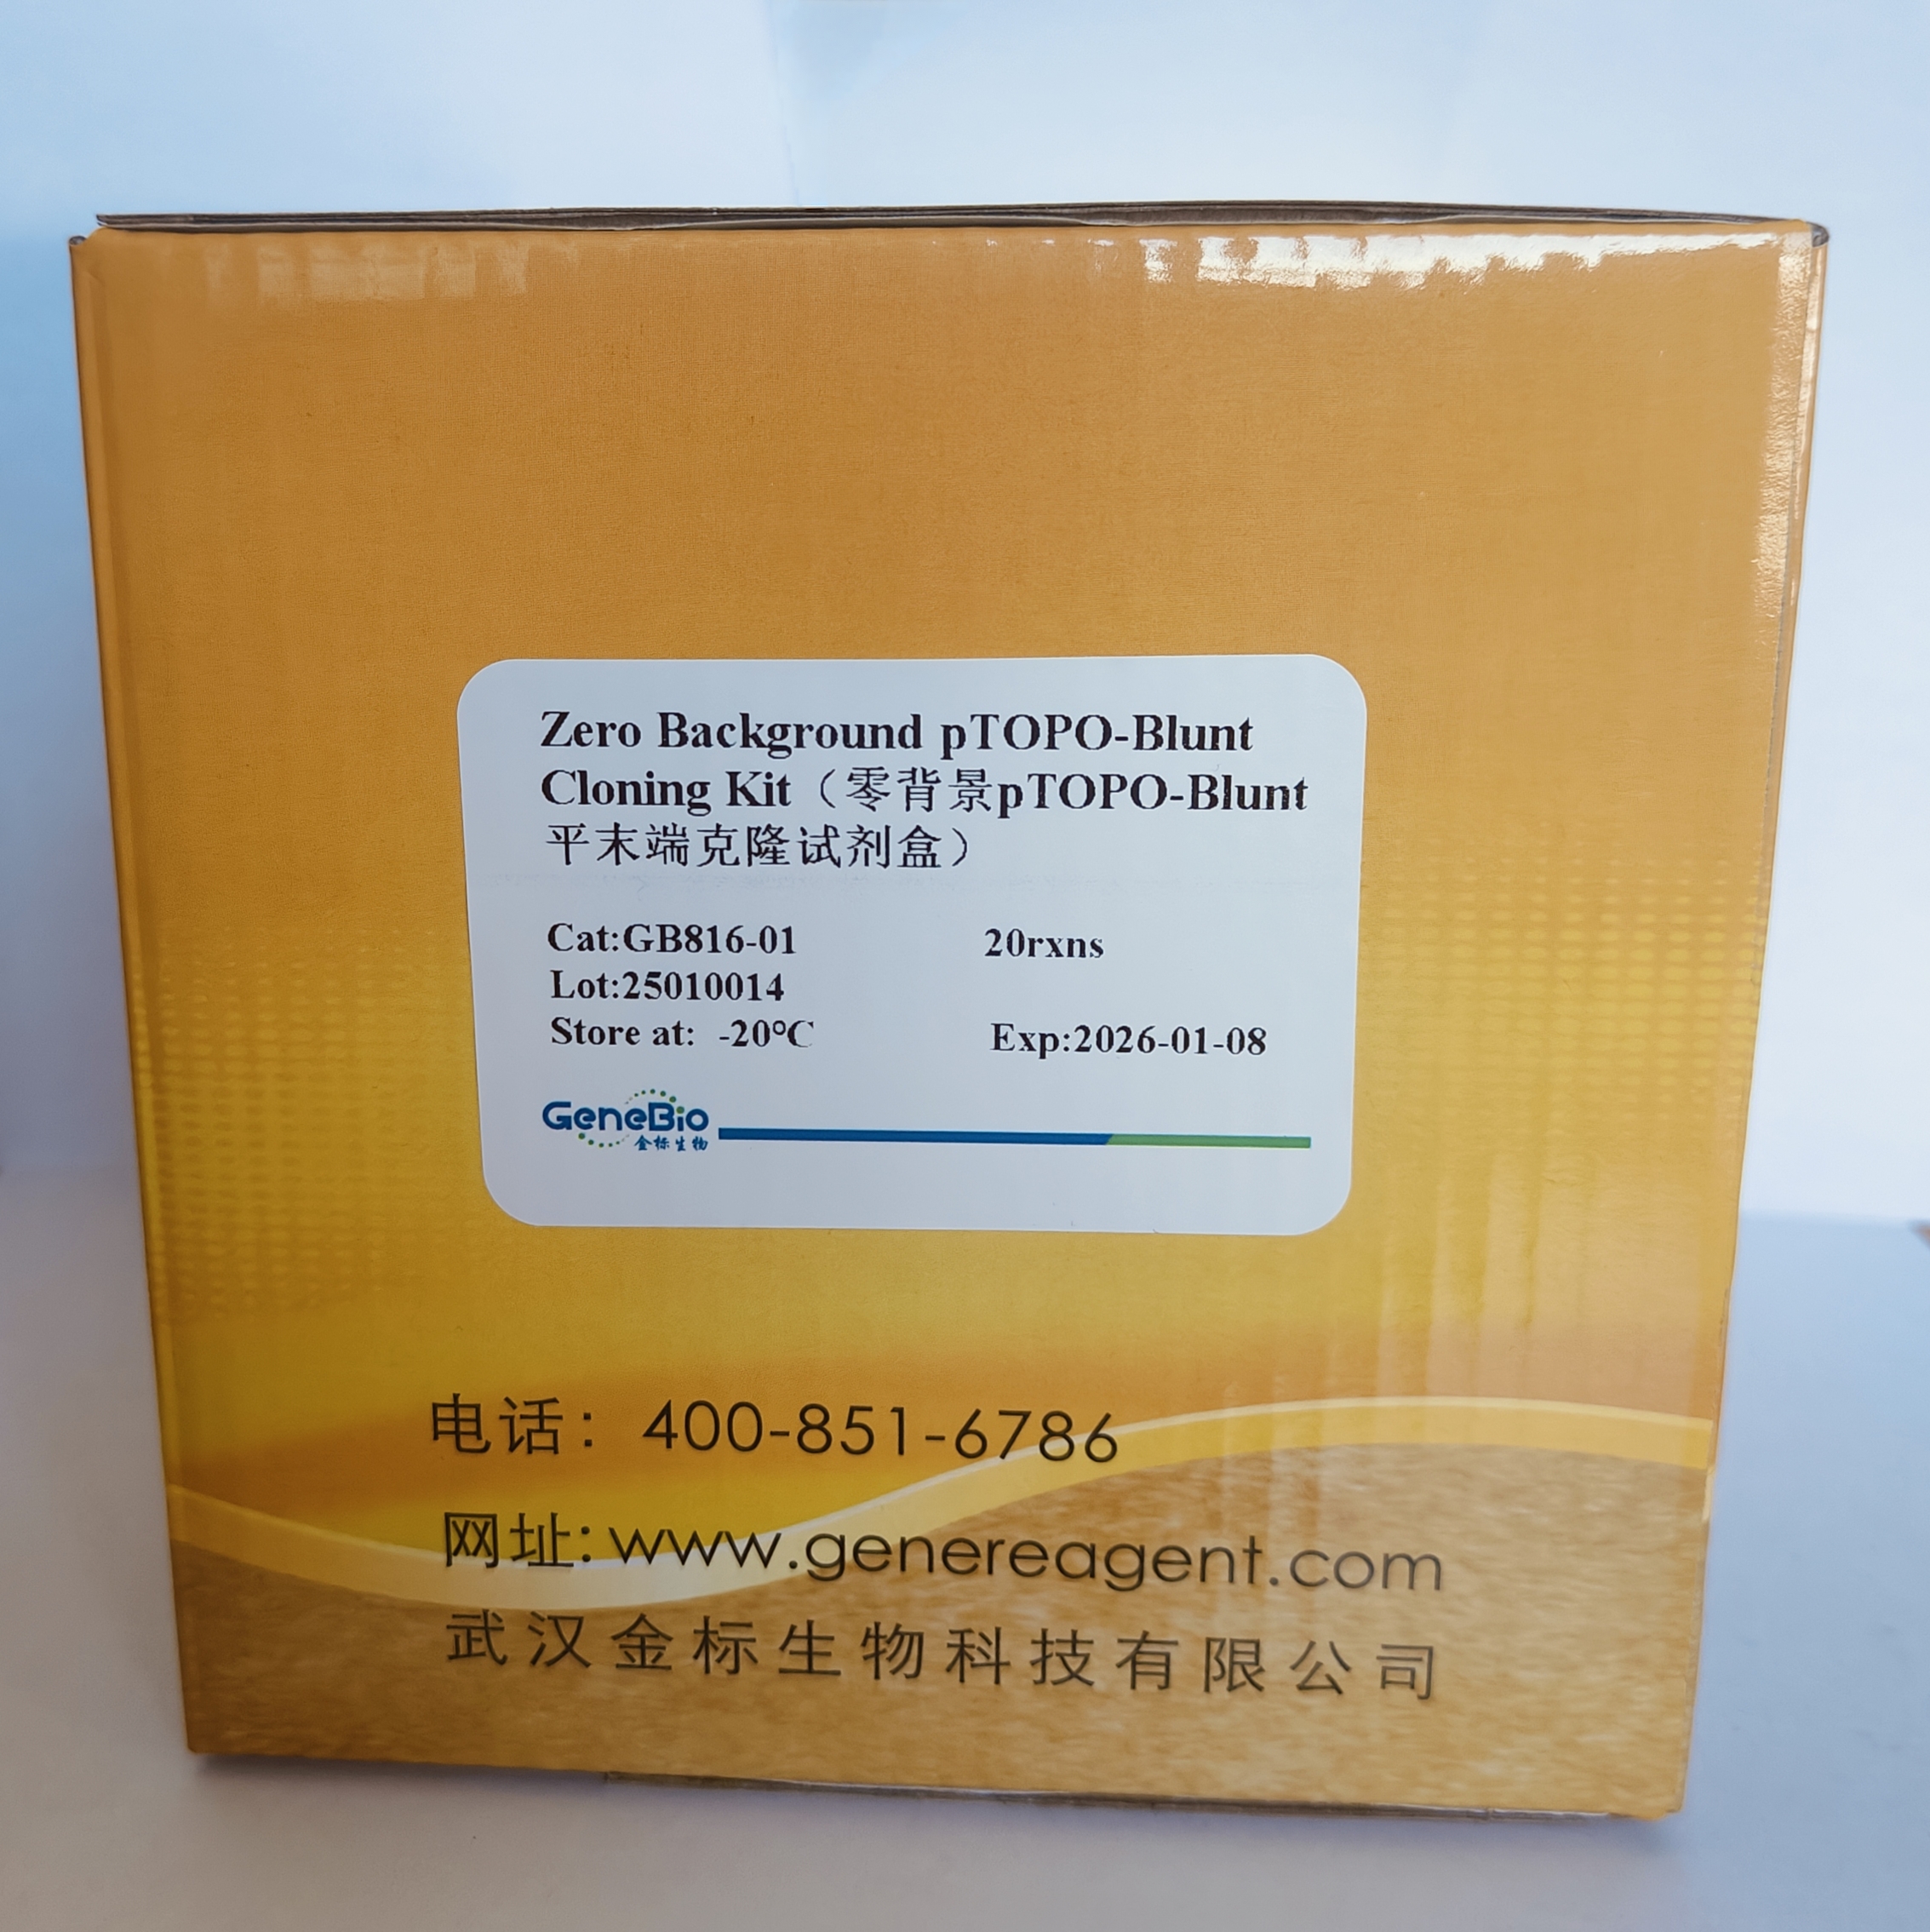 Zero Background pTOPO-Blunt
Cloning Kit（零背景pTOPO-Blunt
平末端克隆试剂盒）
Cat:GB816-01 20rxns
Lot:25010014
Store at: -20°C Exp:2026-01-08
GeneBio
金标生物
电话：400-851-6786
网址:www.genereagent.com
武汉金标生物科技有限公司